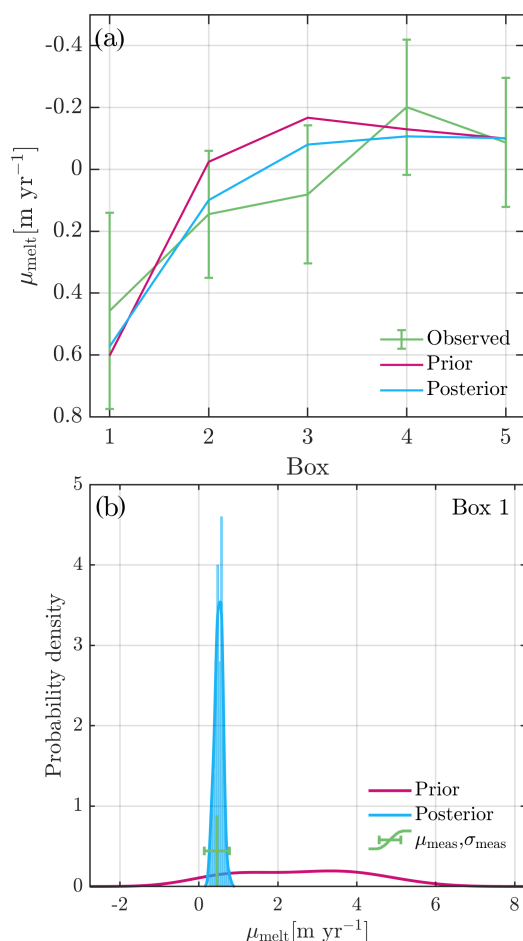 (a)
-0.4
-0.2
0
0.2
0.4
0.6
0.8
μmelt[m yr−1]
Observed
Prior
Posterior
1 2 3 4 5
Box
(b)
Box 1
5
4
3
2
1
0
Probability density
Prior
Posterior
μmeas,σmeas
-2 0 2 4 6 8
μmelt[m yr−1]